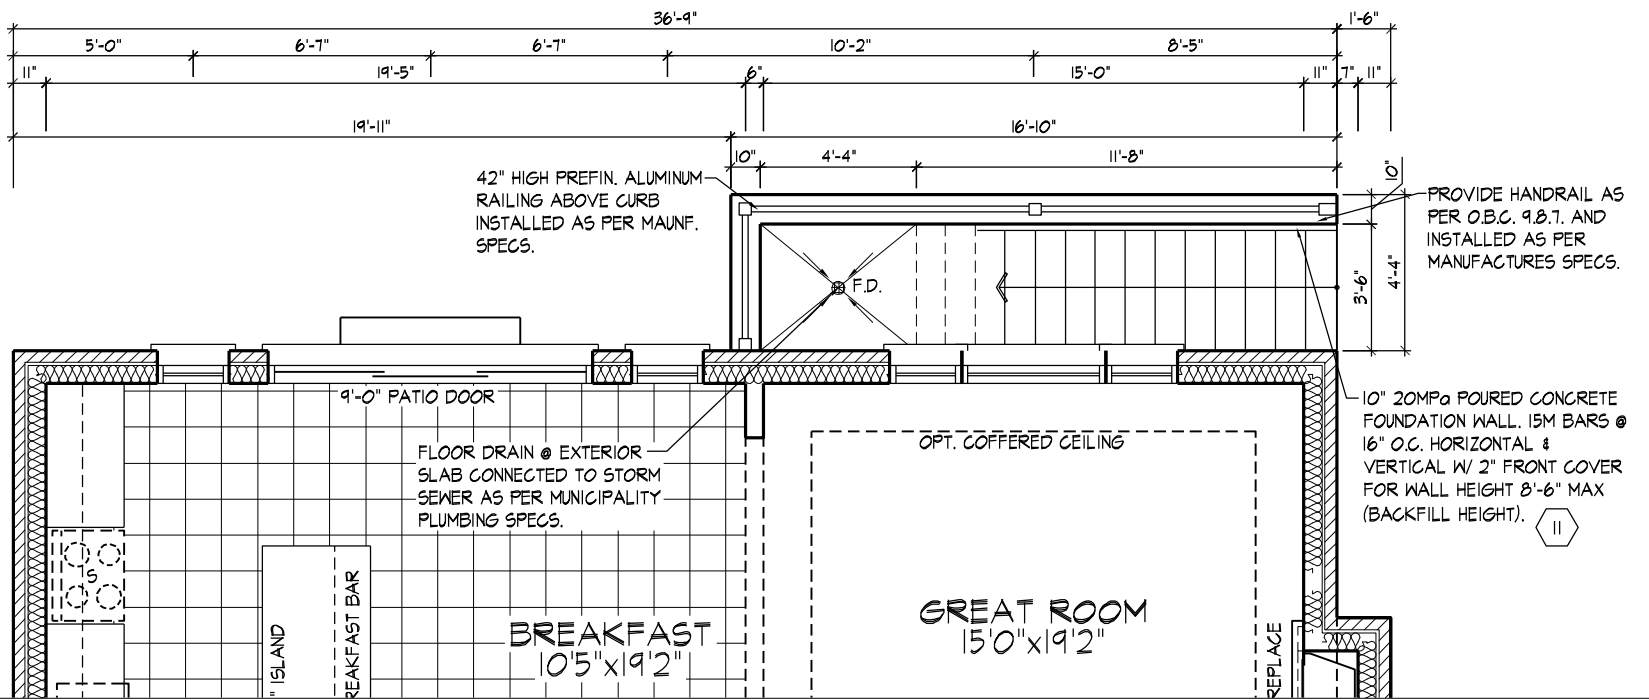 36'-9"
1'-6"
5'-0"
6'-7"
6'-7"
10'-2"
8'-5"
11"
19'-5"
6"
15'-0"
11"
7"
11"
19'-11"
16'-10"
10"
4'-4"
11'-8"
10"
42" HIGH PREFIN. ALUMINUM
RAILING ABOVE CURB
INSTALLED AS PER MAUNF.
SPECS.
PROVIDE HANDRAIL AS
PER O.B.C. 9.8.7. AND
INSTALLED AS PER
MANUFACTURES SPECS.
F.D.
3'-6"
4'-4"
9'-0" PATIO DOOR
FLOOR DRAIN @ EXTERIOR
SLAB CONNECTED TO STORM
SEWER AS PER MUNICIPALITY
PLUMBING SPECS.
OPT. COFFERED CEILING
10" 20MPa POURED CONCRETE
FOUNDATION WALL. 15M BARS @
16" O.C. HORIZONTAL &
VERTICAL W/ 2" FRONT COVER
FOR WALL HEIGHT 8'-6" MAX
(BACKFILL HEIGHT).
11
S
" ISLAND
REAKFAST BAR
BREAKFAST
10'5"x19'2"
GREAT ROOM
15'0"x19'2"
REPLACE